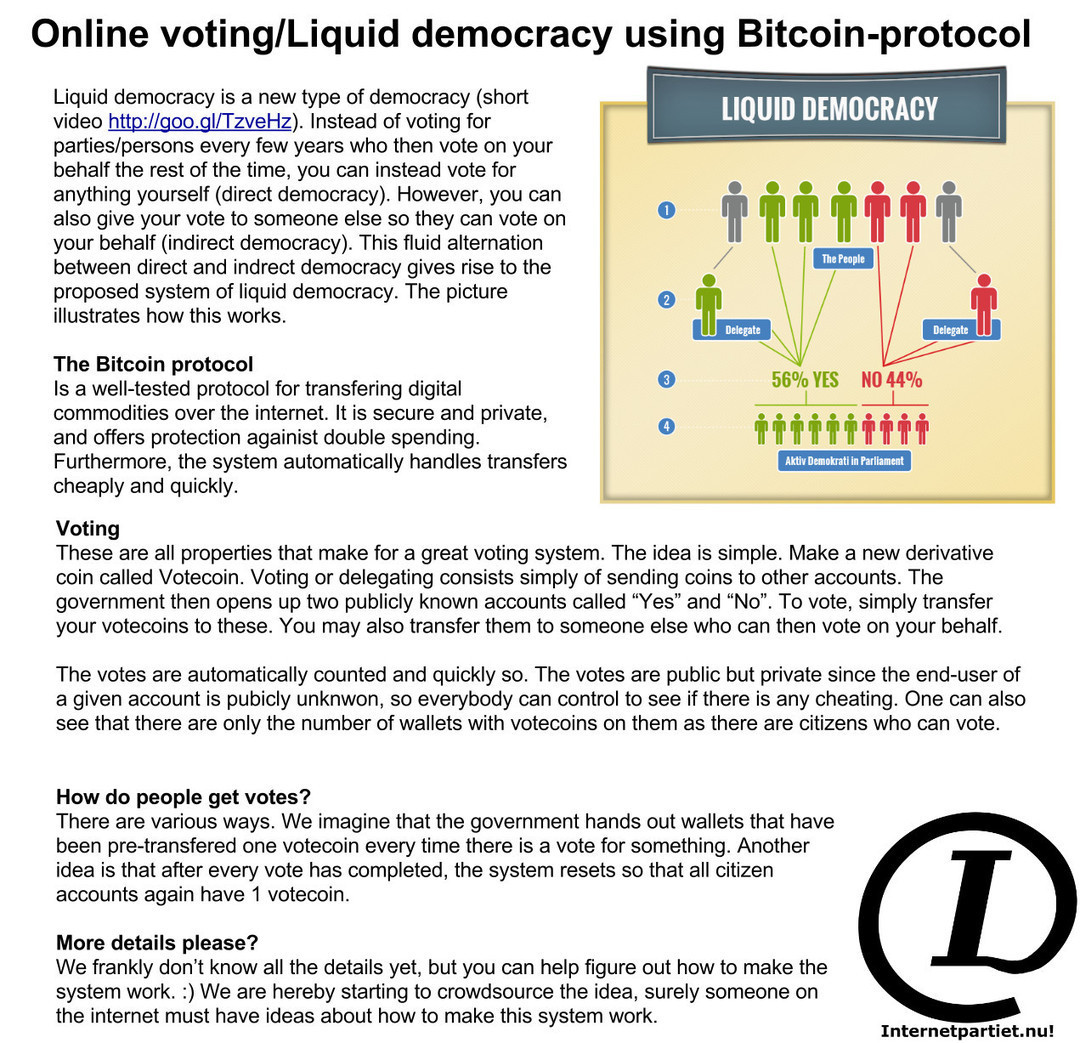 Online voting/Liquid democracy using Bitcoin-protocol
Liquid democracy is a new type of democracy (short
video http://goo.gl/TzveHz). Instead of voting for
parties/persons every few years who then vote on your
behalf the rest of the time, you can instead vote for
anything yourself (direct democracy). However, you can
also give your vote to someone else so they can vote on
your behalf (indirect democracy). This fluid alternation
between direct and indrect democracy gives rise to the
proposed system of liquid democracy. The picture
illustrates how this works.
The Bitcoin protocol
Is a well-tested protocol for transfering digital
commodities over the internet. It is secure and private,
and offers protection againist double spending.
Furthermore, the system automatically handles transfers
cheaply and quickly.
LIQUID DEMOCRACY
1
The People
2
Delegate
Delegate
3
56% YES
NO 44%
4
Aktiv Demokrati in Parliament
Voting
These are all properties that make for a great voting system. The idea is simple. Make a new derivative
coin called Votecoin. Voting or delegating consists simply of sending coins to other accounts. The
government then opens up two publicly known accounts called “Yes” and “No”. To vote, simply transfer
your votecoins to these. You may also transfer them to someone else who can then vote on your behalf.
The votes are automatically counted and quickly so. The votes are public but private since the end-user of
a given account is pubicly unknwon, so everybody can control to see if there is any cheating. One can also
see that there are only the number of wallets with votecoins on them as there are citizens who can vote.
How do people get votes?
There are various ways. We imagine that the government hands out wallets that have
been pre-transfered one votecoin every time there is a vote for something. Another
idea is that after every vote has completed, the system resets so that all citizen
accounts again have 1 votecoin.
More details please?
We frankly don’t know all the details yet, but you can help figure out how to make the
system work. :) We are hereby starting to crowdsource the idea, surely someone on
the internet must have ideas about how to make this system work.
I
Internetpartiet.nu!